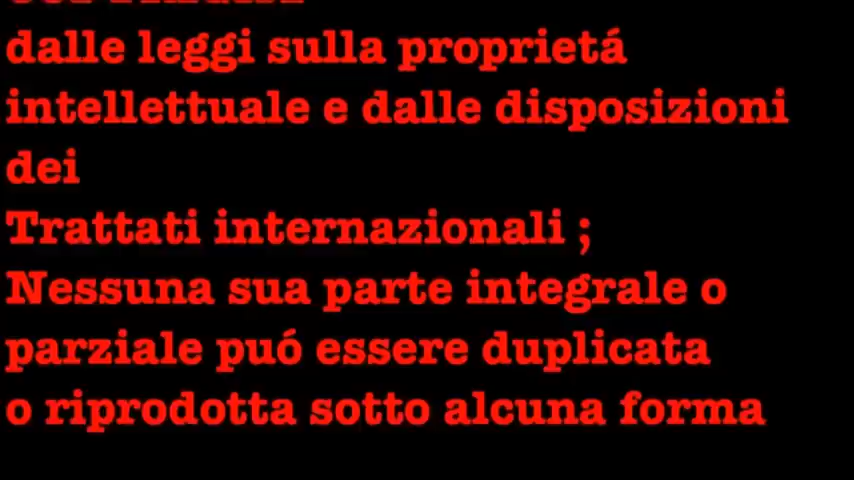 dalle leggi sulla proprietá
intellettuale e dalle disposizioni
dei
Trattati internazionali ;
Nessuna sua parte integrale o
parziale puó essere duplicata
o riprodotta sotto alcuna forma